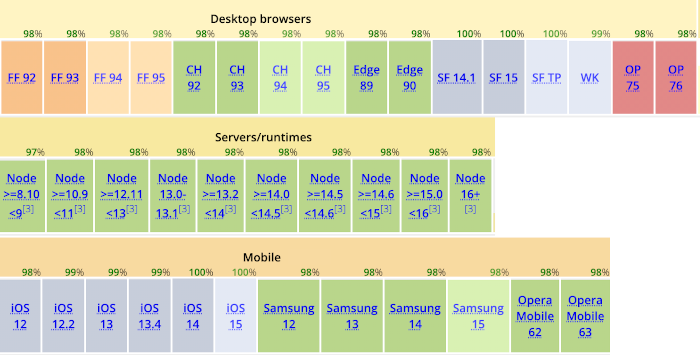 Desktop browsers
98% 98% 98% 98% 98% 98% 98% 98% 98% 98% 100% 100% 100% 99% 98% 98%
FF 92 FF 93 FF 94 FF 95 CH 92 CH 93 CH 94 CH 95 Edge 89 Edge 90 SF 14.1 SF 15 SF TP WK OP 75 OP 76
Servers/runtimes
97% 98% 98% 98% 98% 98% 98% 98% 98% 98%
Node Node Node Node Node Node Node Node Node Node
>=8.10 >=10.9 >=12.11 13.0- >=13.2 >=14.0 >=14.5 >=14.6 >=15.0 16+
<9[3] <11[3] <13[3] 13.1[3] <14[3] <14.5[3] <14.6[3] <15[3] <16[3] [3]
Mobile
98% 99% 99% 99% 100% 100% 98% 98% 98% 98% 98% 98%
iOS 12 iOS 12.2 iOS 13 iOS 13.4 iOS 14 iOS 15 Samsung 12 Samsung 13 Samsung 14 Samsung 15 Opera Mobile 62 Opera Mobile 63